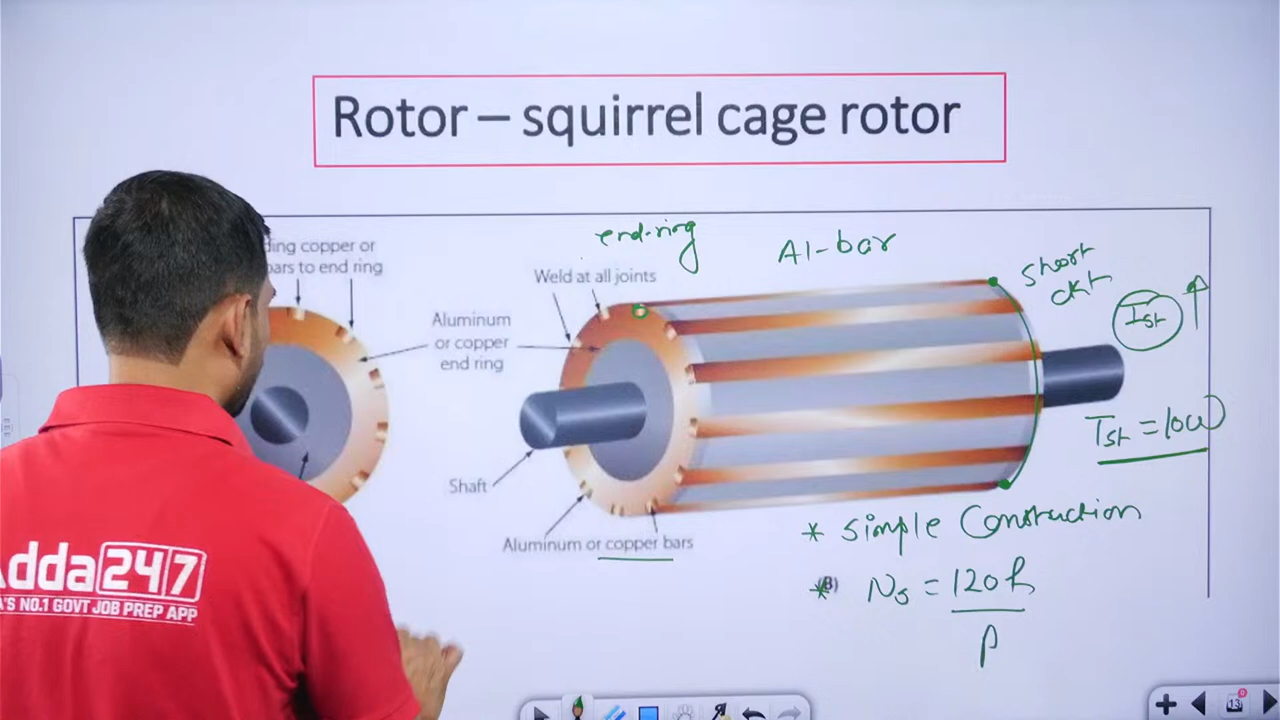 Rotor – squirrel cage rotor
ding copper or
bars to end ring
end-ring
Al-bar
Weld at all joints
Short
ckt
Ist
Aluminum
or copper
end ring
Tst = low
Shaft
Aluminum or copper bars
* Simple Construction
* Ns = 120f
P
Adda247
A'S NO.1 GOVT JOB PREP APP
13